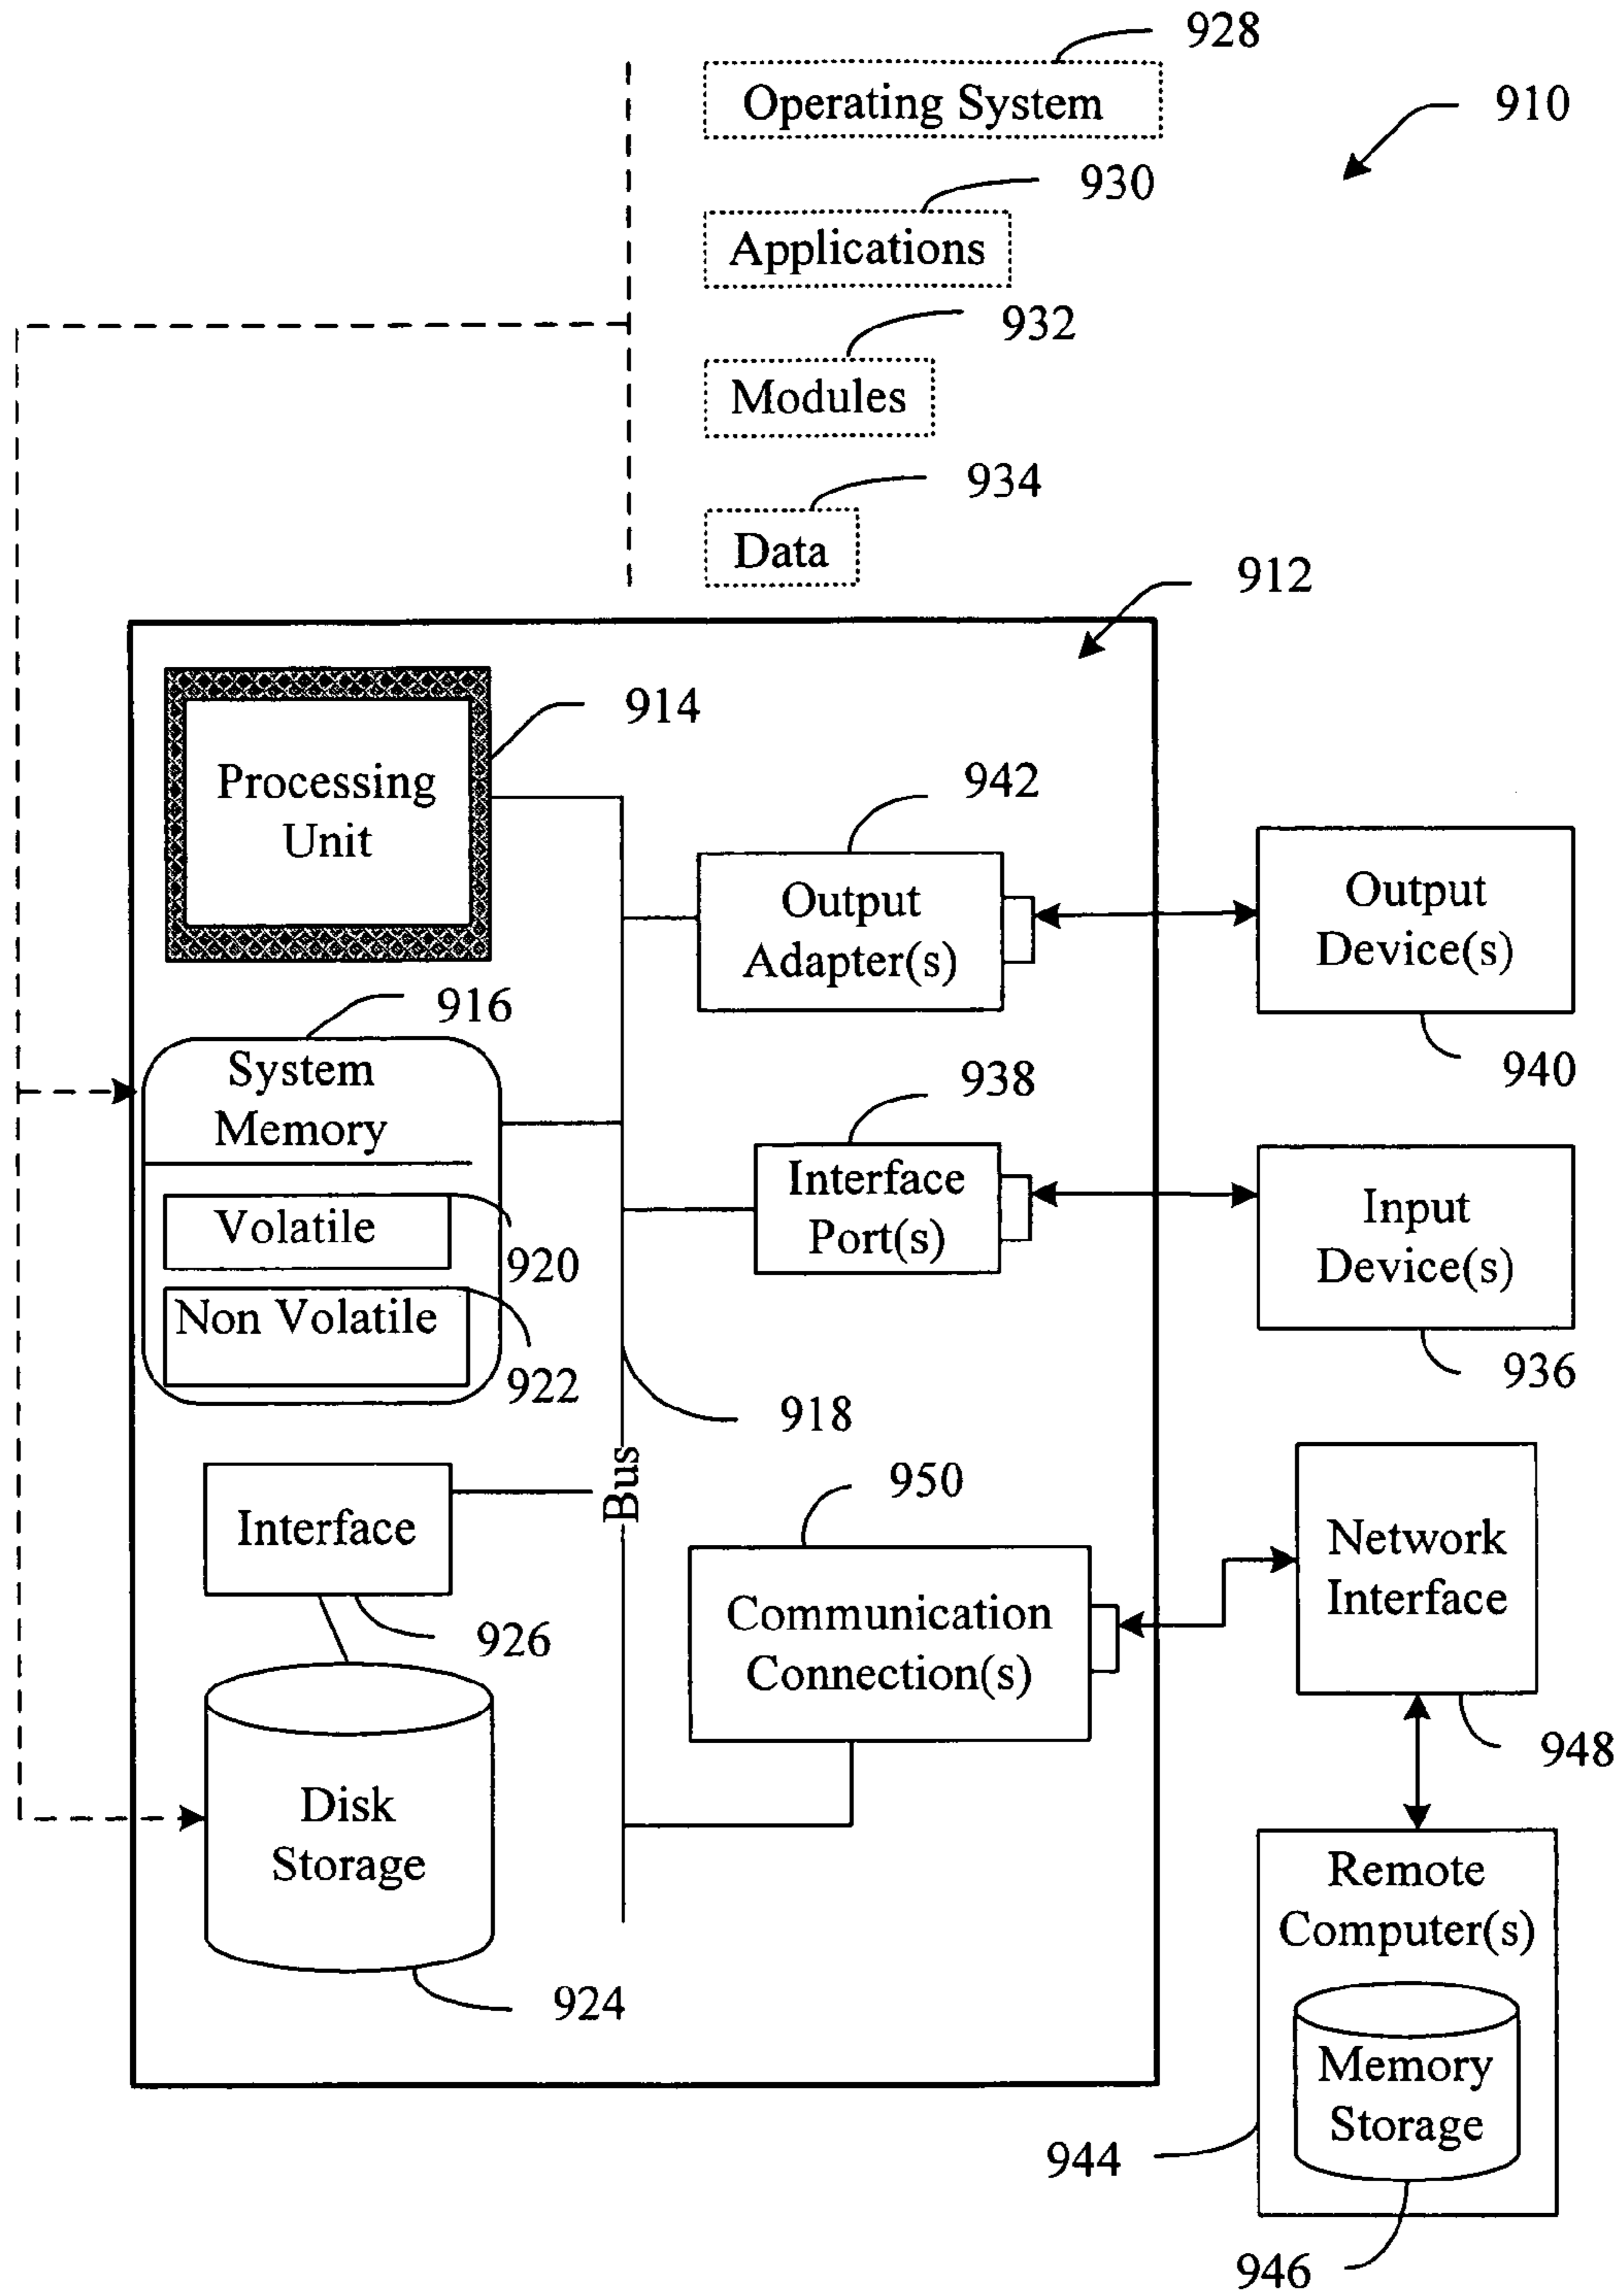 928
Operating System
910
930
Applications
932
Modules
934
Data
912
914
Processing
Unit
942
Output
Adapter(s)
Output
Device(s)
940
916
System
Memory
938
Interface
Port(s)
Input
Device(s)
936
Volatile
920
Non Volatile
922
918
Bus
950
Interface
926
Communication
Connection(s)
Network
Interface
948
Disk
Storage
924
Remote
Computer(s)
Memory
Storage
944
946